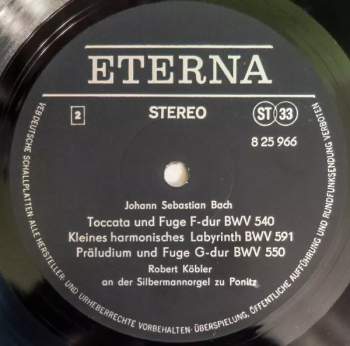 ETERNA
2
STEREO
ST 33
8 25 966
Johann Sebastian Bach
Toccata und Fuge F-dur BWV 540
Kleines harmonisches Labyrinth BWV 591
Präludium und Fuge G-dur BWV 550
Robert Köbler
an der Silbermannorgel zu Ponitz
VEB DEUTSCHE SCHALLPLATTEN ALLE HERSTELLER- UND URHEBERRECHTE VORBEHALTEN · ÜBERSPIELUNG, ÖFFENTLICHE AUFFÜHRUNG UND RUNDFUNKSENDUNG VERBOTEN